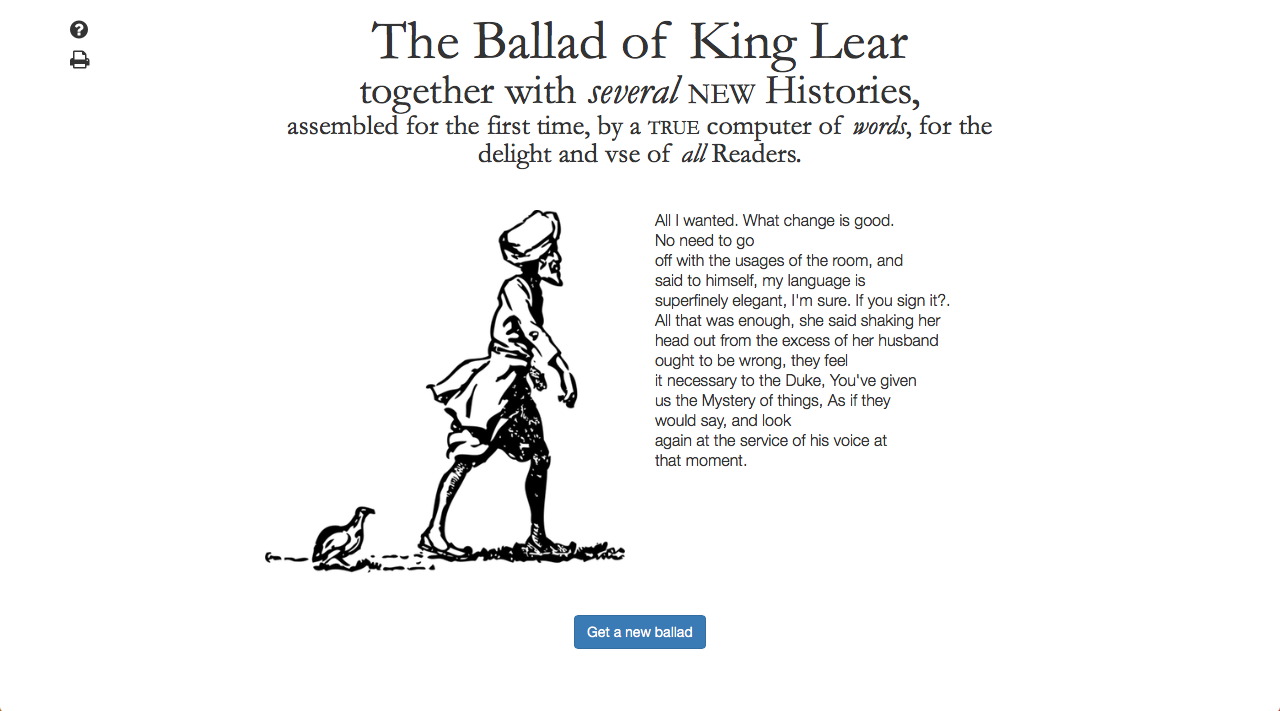 The Ballad of King Lear
together with several NEW Histories,
assembled for the first time, by a TRUE computer of words, for the
delight and vse of all Readers.
All I wanted. What change is good.
No need to go
off with the usages of the room, and
said to himself, my language is
superfinely elegant, I'm sure. If you sign it?.
All that was enough, she said shaking her
head out from the excess of her husband
ought to be wrong, they feel
it necessary to the Duke, You've given
us the Mystery of things, As if they
would say, and look
again at the service of his voice at
that moment.
Get a new ballad